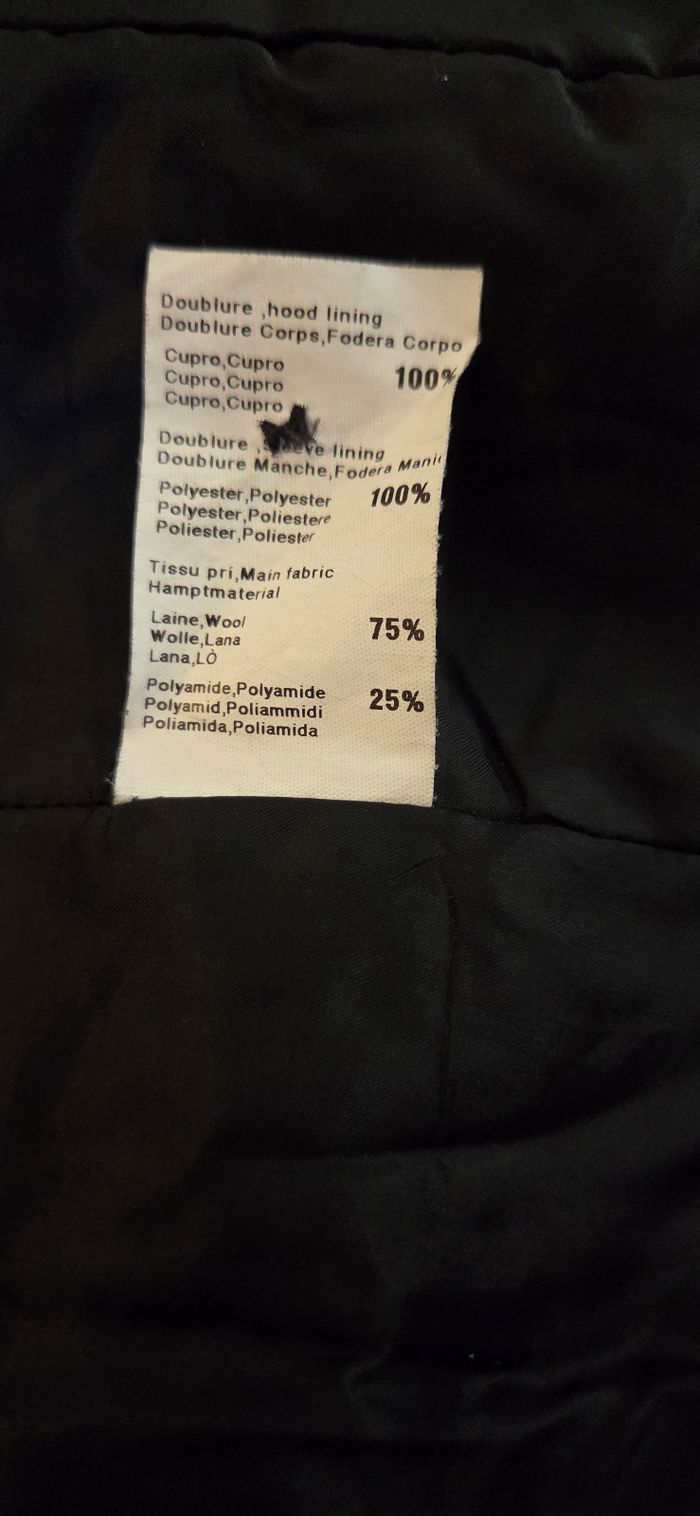 Doublure ,hood lining
Doublure Corps,Fodera Corpo
Cupro,Cupro
Cupro,Cupro 100%
Cupro,Cupro
Doublure , lining
Doublure Manche,Fodera
Polyester,Polyester 100%
Polyester,Poliestere
Poliester,Poliester
Tissu pri,Main fabric
Hamptmaterial
Laine,Wool
Wolle,Lana 75%
Lana,LÒ
Polyamide,Polyamide
Polyamid,Poliammidi 25%
Poliamida,Poliamida